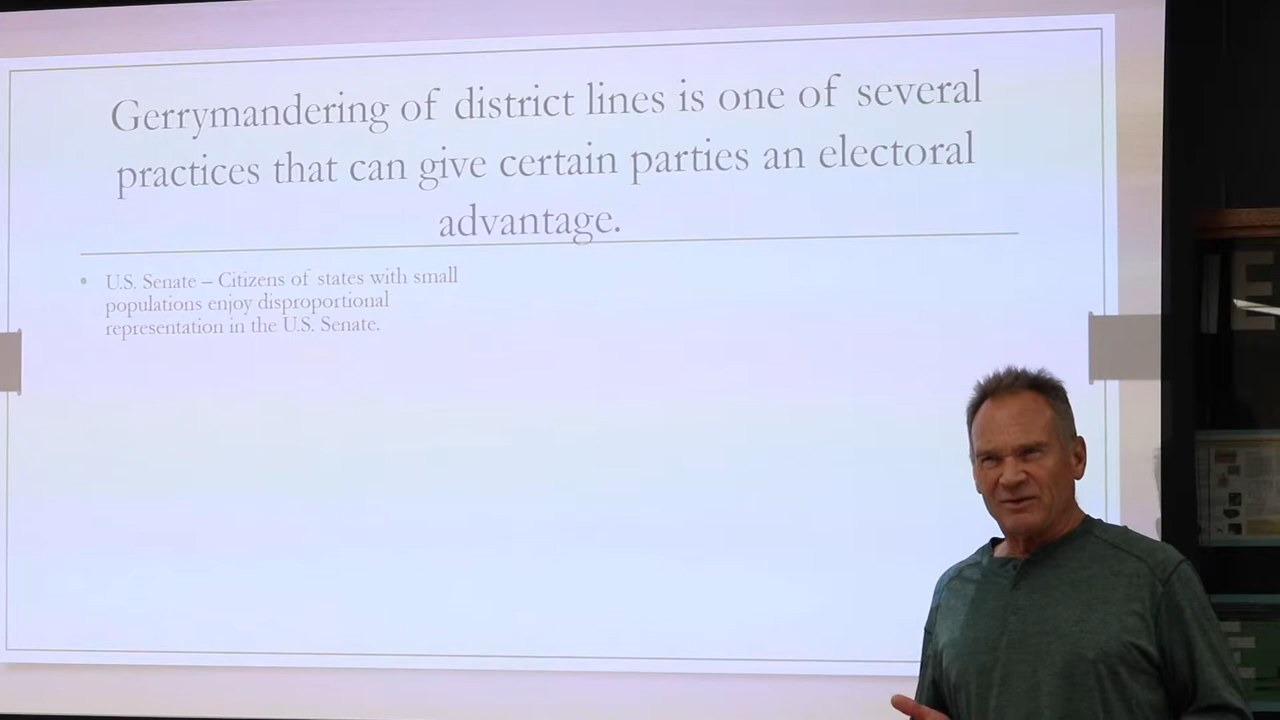 Gerrymandering of district lines is one of several
practices that can give certain parties an electoral
advantage.
• U.S. Senate – Citizens of states with small
populations enjoy disproportional
representation in the U.S. Senate.